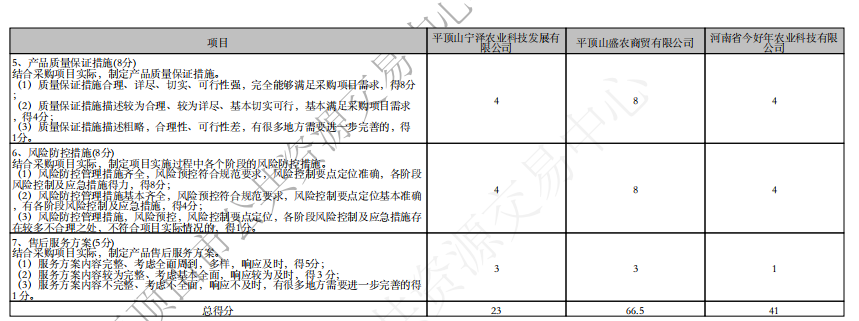 项目 平顶山宁泽农业科技发展有限公司 平顶山盛农商贸有限公司 河南省今好年农业科技有限公司
5、产品质量保证措施(8分)
结合采购项目实际，制定产品质量保证措施。
（1）质量保证措施合理、详尽、切实、可行性强，完全能够满足采购项目需求，得8分
；
（2）质量保证措施描述较为合理、较为详尽、基本切实可行，基本满足采购项目需求
，得4分；
（3）质量保证措施描述粗略，合理性、可行性差，有很多地方需要进一步完善的，得
1分。
4 8 4
6、风险防控措施(8分)
结合采购项目实际，制定项目实施过程中各个阶段的风险防控措施。
（1）风险防控管理措施齐全，风险预控符合规范要求，风险控制要点定位准确，各阶段
风险控制及应急措施得力，得8分；
（2）风险防控管理措施基本齐全，风险预控符合规范要求，风险控制要点定位基本准确
，有各阶段风险控制及应急措施，得4分；
（3）风险防控管理措施，风险预控，风险控制要点定位，各阶段风险控制及应急措施存
在较多不合理之处，不符合项目实际情况的，得1分。
4 8 4
7、售后服务方案(5分)
结合采购项目实际，制定产品售后服务方案。
（1）服务方案内容完整、考虑全面周到，多样，响应及时，得5分；
（2）服务方案内容较为完整、考虑基本全面，响应较为及时，得 3 分；
（3）服务方案内容不完整、考虑不全面，响应不及时，有很多地方需要进一步完善的得
1 分。
3 3 1
总得分 23 66.5 41
平顶山市公共资源交易中心
公共资源交易中心